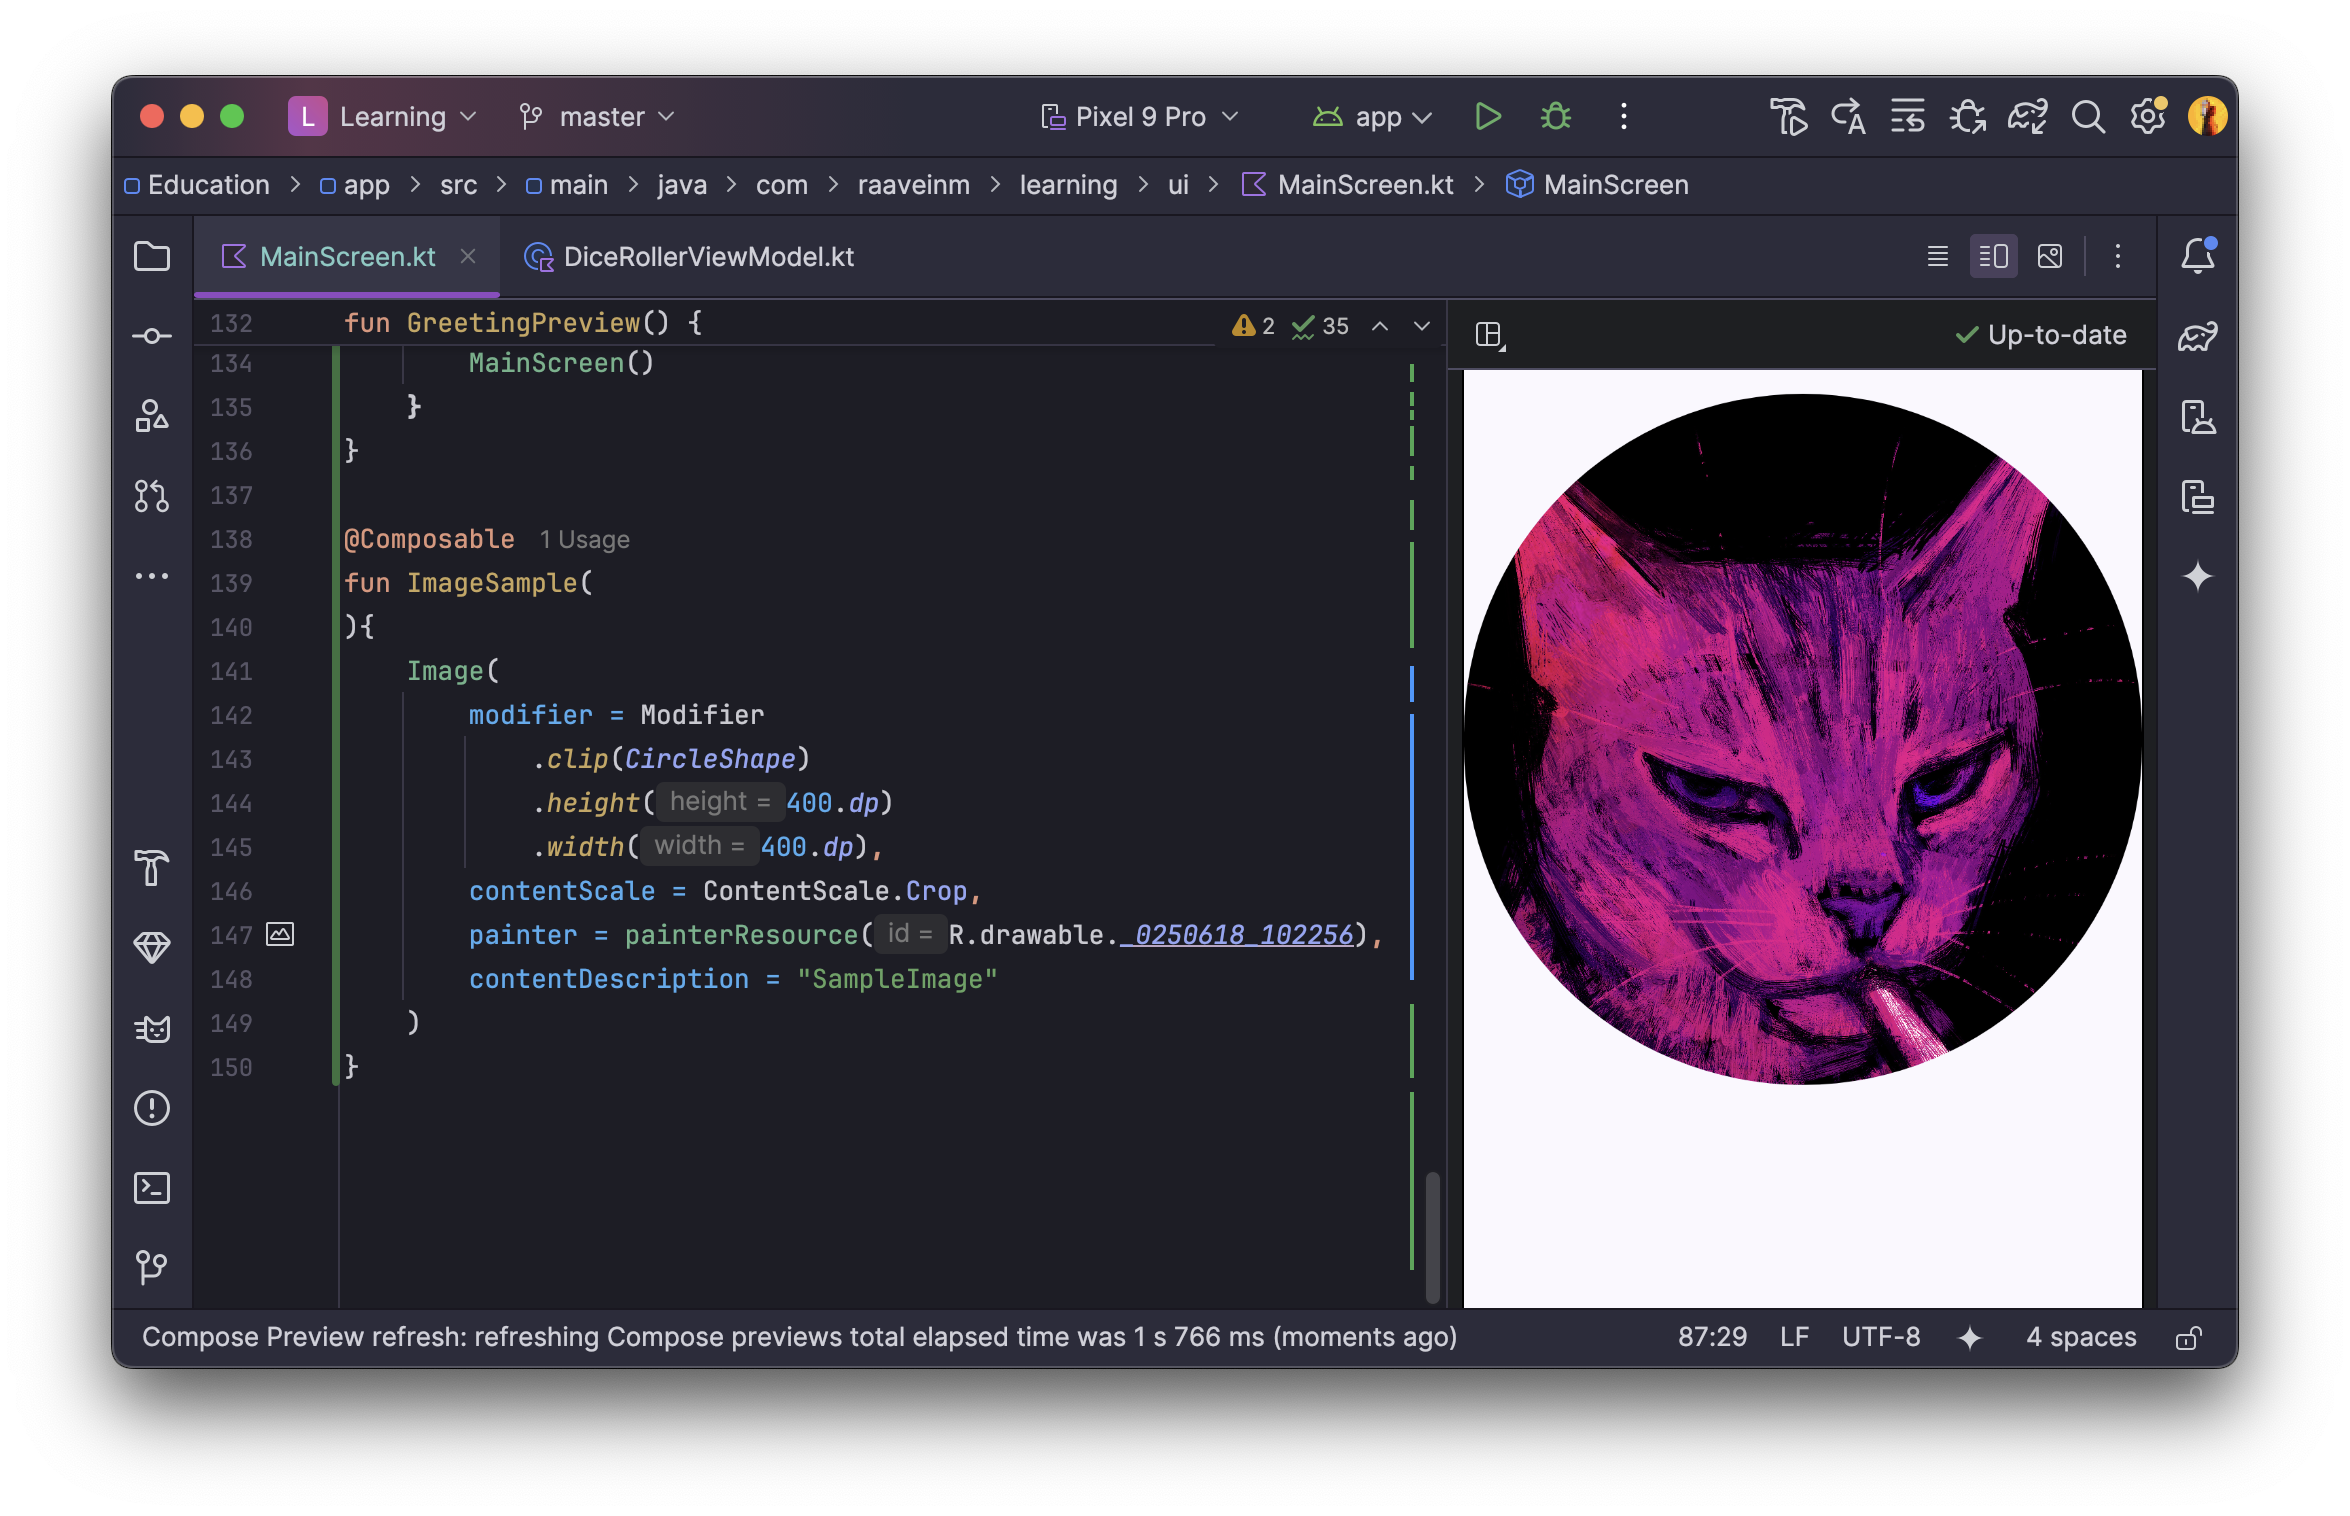 L Learning master Pixel 9 Pro app
Education app src main java com raaveinm learning ui MainScreen.kt MainScreen
MainScreen.kt DiceRollerViewModel.kt
132 fun GreetingPreview() { 2 35
Up-to-date
134 MainScreen()
135 }
136 }
137
138 @Composable 1 Usage
139 fun ImageSample(
140 ){
141 Image(
142 modifier = Modifier
143 .clip(CircleShape)
144 .height( height = 400.dp)
145 .width( width = 400.dp),
146 contentScale = ContentScale.Crop,
147 painter = painterResource( id = R.drawable._0250618_102256),
148 contentDescription = "SampleImage"
149 )
150 }
Compose Preview refresh: refreshing Compose previews total elapsed time was 1 s 766 ms (moments ago) 87:29 LF UTF-8 4 spaces